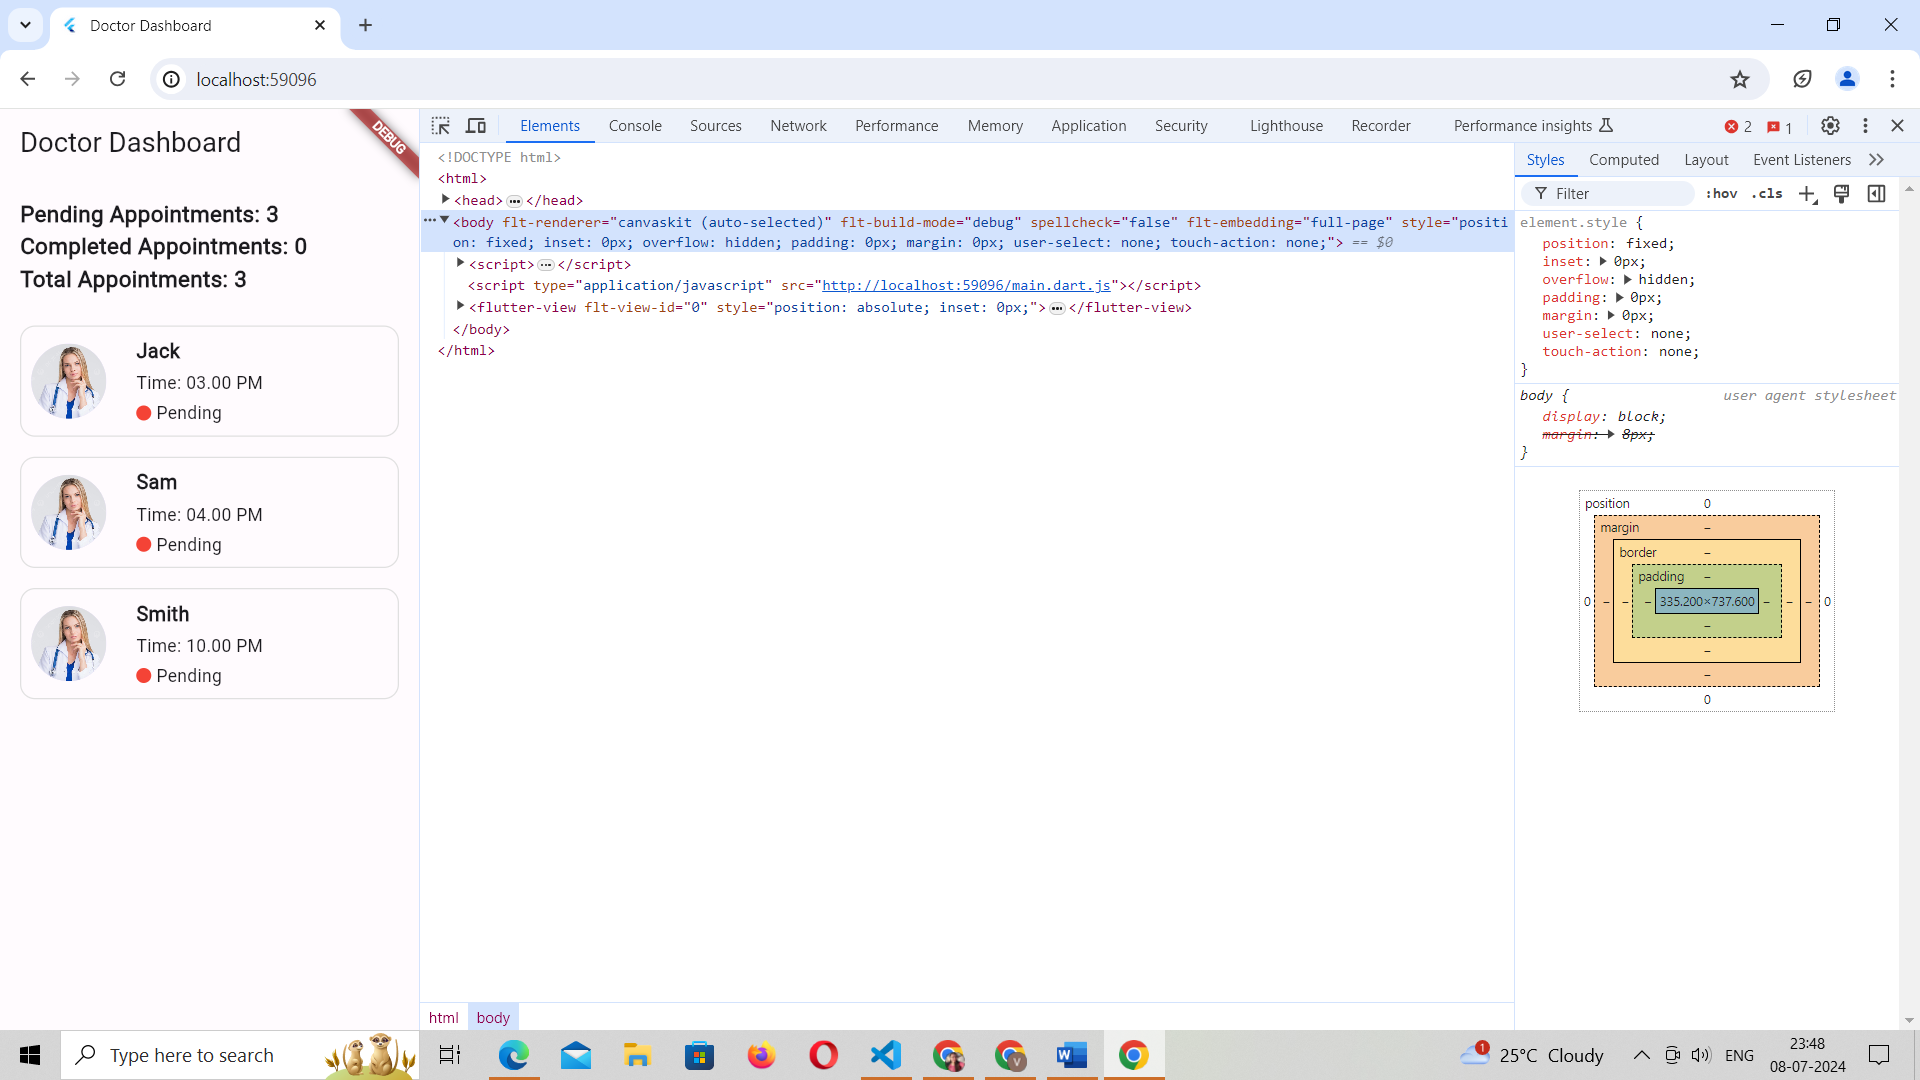 Doctor Dashboard
localhost:59096
Doctor Dashboard
DEBUG
Pending Appointments: 3
Completed Appointments: 0
Total Appointments: 3
Jack
Time: 03.00 PM
Pending
Sam
Time: 04.00 PM
Pending
Smith
Time: 10.00 PM
Pending
Elements Console Sources Network Performance Memory Application Security Lighthouse Recorder Performance insights 2 1
<!DOCTYPE html>
<html>
<head> ••• </head>
••• <body flt-renderer="canvaskit (auto-selected)" flt-build-mode="debug" spellcheck="false" flt-embedding="full-page" style="positi
on: fixed; inset: 0px; overflow: hidden; padding: 0px; margin: 0px; user-select: none; touch-action: none;"> == $0
<script> ••• </script>
<script type="application/javascript" src="http://localhost:59096/main.dart.js"></script>
<flutter-view flt-view-id="0" style="position: absolute; inset: 0px;"> ••• </flutter-view>
</body>
</html>
html body
Styles Computed Layout Event Listeners
Filter :hov .cls
element.style {
position: fixed;
inset: 0px;
overflow: hidden;
padding: 0px;
margin: 0px;
user-select: none;
touch-action: none;
}
body { user agent stylesheet
display: block;
margin: 8px;
}
position 0
margin –
border –
padding –
0 – – – 335.200×737.600 – – – 0
–
–
–
0
Type here to search
V
W
1
25°C Cloudy
ENG
23:48
08-07-2024